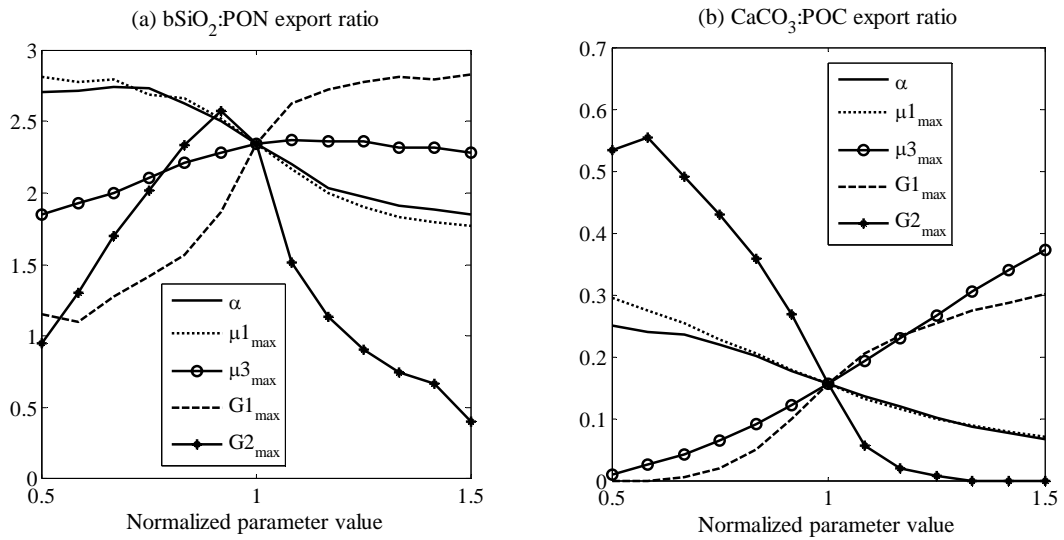 (a) bSiO₂:PON export ratio
3
2.5
2
1.5
1
0.5
0
0.5
1
1.5
α
μ1max
μ3max
G1max
G2max
Normalized parameter value
(b) CaCO₃:POC export ratio
0.7
0.6
0.5
0.4
0.3
0.2
0.1
0
0.5
1
1.5
α
μ1max
μ3max
G1max
G2max
Normalized parameter value